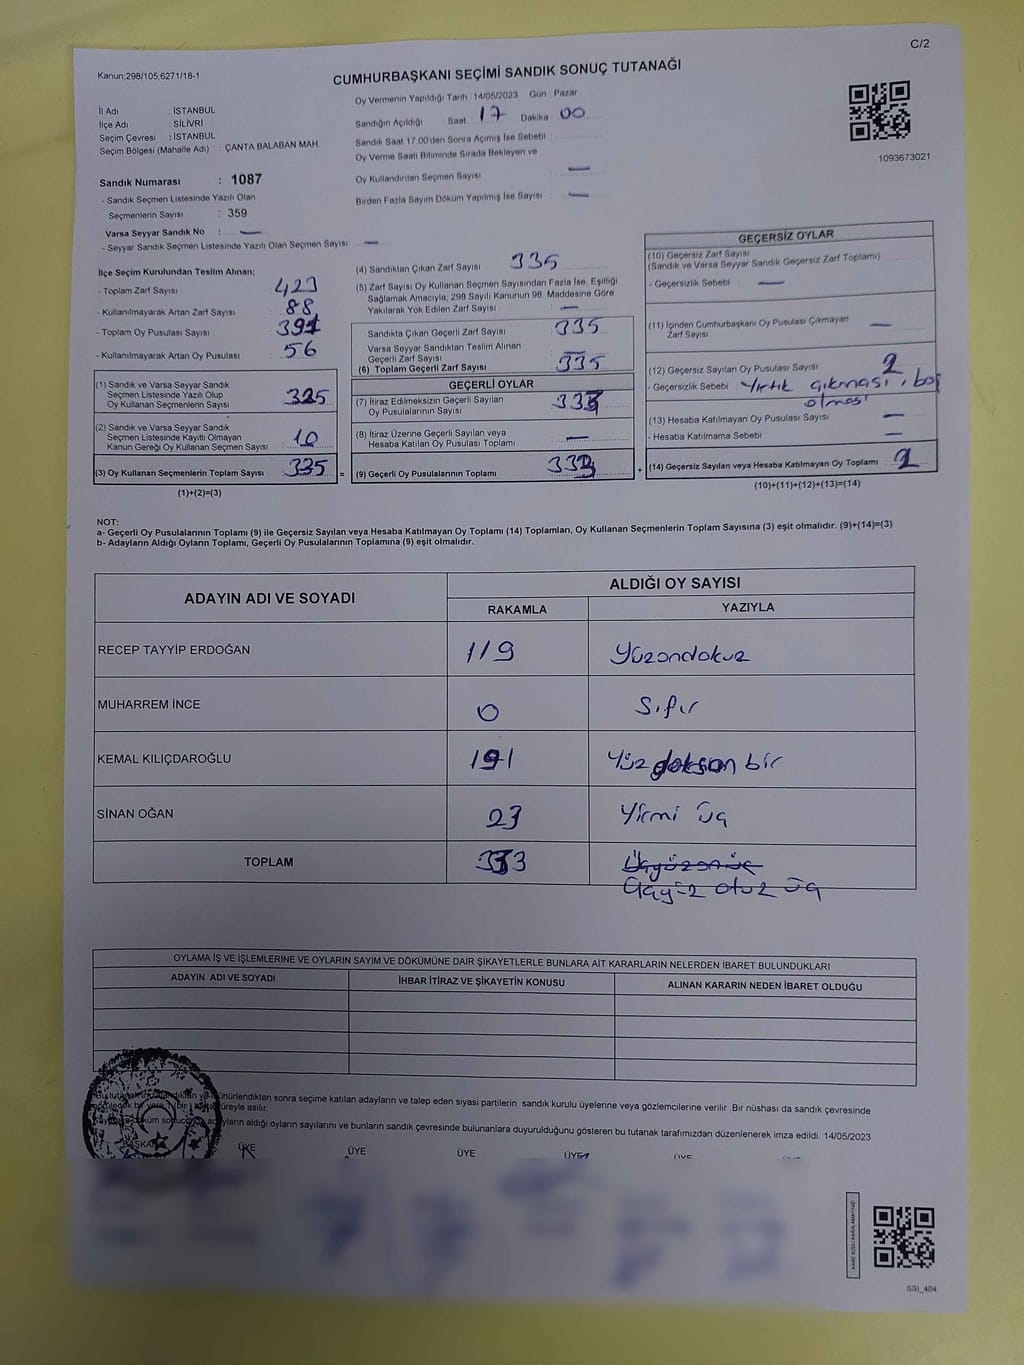 C/2
Kanun;298/105,6271/18-1
CUMHURBAŞKANI SEÇİMİ SANDIK SONUÇ TUTANAĞI
İl Adı : İSTANBUL
İlçe Adı : SİLİVRİ
Seçim Çevresi : İSTANBUL
Seçim Bölgesi (Mahalle Adı) : ÇANTA BALABAN MAH
Oy Vermenin Yapıldığı Tarih : 14/05/2023 Gün : Pazar
Sandığın Açıldığı Saat : 17 Dakika : 00
Sandık Saat 17.00'den Sonra Açımış İse Sebebi :
Oy Verme Saati Bitiminde Sırada Bekleyen ve
Oy Kullandırılan Seçmen Sayısı : —
Birden Fazla Sayım Döküm Yapılmış İse Sayısı : —
1093673021
Sandık Numarası : 1087
- Sandık Seçmen Listesinde Yazılı Olan
Seçmenlerin Sayısı : 359
Varsa Seyyar Sandık No : —
- Seyyar Sandık Seçmen Listesinde Yazılı Olan Seçmen Sayısı : —
İlçe Seçim Kurulundan Teslim Alınan;
- Toplam Zarf Sayısı : 423
- Kullanılmayarak Artan Zarf Sayısı : 88
- Toplam Oy Pusulası Sayısı : 391
- Kullanılmayarak Artan Oy Pusulası : 56
(1) Sandık ve Varsa Seyyar Sandık
Seçmen Listesinde Yazılı Olup
Oy Kullanan Seçmenlerin Sayısı : 325
(2) Sandık ve Varsa Seyyar Sandık
Seçmen Listesinde Kayıtlı Olmayan
Kanun Gereği Oy Kullanan Seçmen Sayısı : 10
(3) Oy Kullanan Seçmenlerin Toplam Sayısı : 335 =
(1)+(2)=(3)
(4) Sandıktan Çıkan Zarf Sayısı : 335
(5) Zarf Sayısı Oy Kullanan Seçmen Sayısından Fazla İse, Eşitliği
Sağlamak Amacıyla; 298 Sayılı Kanunun 98. Maddesine Göre
Yakılarak Yok Edilen Zarf Sayısı : —
Sandıkta Çıkan Geçerli Zarf Sayısı : 335
Varsa Seyyar Sandıktan Teslim Alınan
Geçerli Zarf Sayısı : —
(6) Toplam Geçerli Zarf Sayısı : 335
GEÇERLİ OYLAR
(7) İtiraz Edilmeksizin Geçerli Sayılan
Oy Pusulalarının Sayısı : 333
(8) İtiraz Üzerine Geçerli Sayılan veya
Hesaba Katılan Oy Pusulası Toplamı : —
(9) Geçerli Oy Pusulalarının Toplamı : 333 +
GEÇERSİZ OYLAR
(10) Geçersiz Zarf Sayısı
(Sandık ve Varsa Seyyar Sandık Geçersiz Zarf Toplamı)
- Geçersizlik Sebebi : —
(11) İçinden Cumhurbaşkanı Oy Pusulası Çıkmayan
Zarf Sayısı : —
(12) Geçersiz Sayılan Oy Pusulası Sayısı : 2
- Geçersizlik Sebebi : Yırtık çıkması, boş
olması
(13) Hesaba Katılmayan Oy Pusulası Sayısı : —
- Hesaba Katılmama Sebebi : —
(14) Geçersiz Sayılan veya Hesaba Katılmayan Oy Toplamı : 2
(10)+(11)+(12)+(13)=(14)
NOT:
a- Geçerli Oy Pusulalarının Toplamı (9) ile Geçersiz Sayılan veya Hesaba Katılmayan Oy Toplamı (14) Toplamları, Oy Kullanan Seçmenlerin Toplam Sayısına (3) eşit olmalıdır. (9)+(14)=(3)
b- Adayların Aldığı Oyların Toplamı, Geçerli Oy Pusulalarının Toplamına (9) eşit olmalıdır.
ADAYIN ADI VE SOYADI
ALDIĞI OY SAYISI
RAKAMLA YAZIYLA
RECEP TAYYİP ERDOĞAN 119 Yüzondokuz
MUHARREM İNCE 0 Sıfır
KEMAL KILIÇDAROĞLU 191 Yüz doksan bir
SİNAN OĞAN 23 Yirmi üç
TOPLAM 333 Üçyüzonüç
Üçyüz otuz üç
OYLAMA İŞ VE İŞLEMLERİNE VE OYLARIN SAYIM VE DÖKÜMÜNE DAİR ŞİKAYETLERLE BUNLARA AİT KARARLARIN NELERDEN İBARET BULUNDUKLARI
ADAYIN ADI VE SOYADI İHBAR İTİRAZ VE ŞİKAYETİN KONUSU ALINAN KARARIN NEDEN İBARET OLDUĞU
sonra seçime katılan adayların ve talep eden siyasi partilerin sandık kurulu üyelerine veya gözlemcilerine verilir. Bir nüshası da sandık çevresinde
asılır.
aldığı oyların sayılarını ve bunların sandık çevresinde bulunanlara duyurulduğunu gösteren bu tutanak tarafımızdan düzenlenerek imza edildi. 14/05/2023
BAŞKAN ÜYE ÜYE ÜYE ÜYE ÜYE
SSI_404